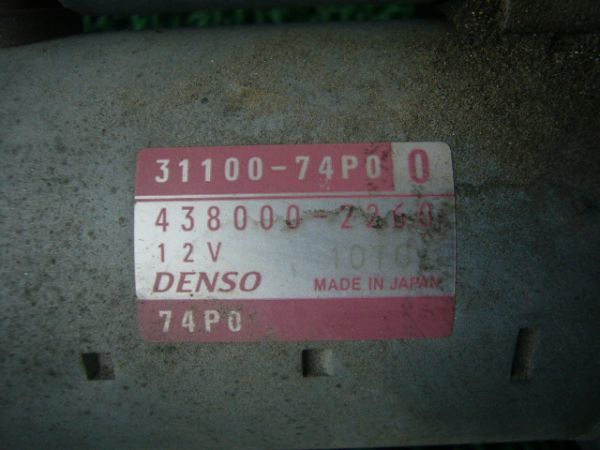 31100-74P0 0
438000-2260
12V
DENSO MADE IN JAPAN
74P0